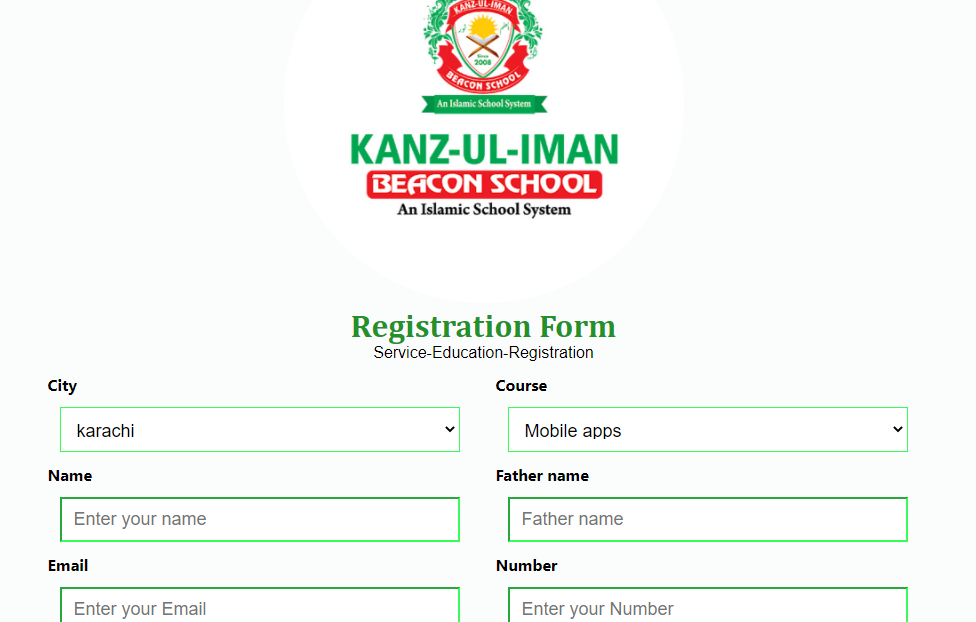 KANZ-UL-IMAN
Since
2008
BEACON SCHOOL
An Islamic School System
KANZ-UL-IMAN
BEACON SCHOOL
An Islamic School System
Registration Form
Service-Education-Registration
City Course
karachi Mobile apps
Name Father name
Enter your name Father name
Email Number
Enter your Email Enter your Number